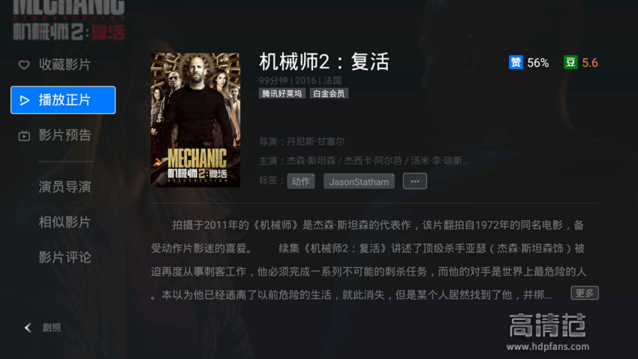 MECHANIC
机械师2:复活
收藏影片
播放正片
影片预告
演员导演
相似影片
影片评论
剧照
MECHANIC
机械师2:复活
RESURRECTION
机械师2：复活
99分钟 | 2016 | 法国
腾讯好莱坞 白金会员
赞 56% 豆 5.6
导演：丹尼斯·甘塞尔
主演：杰森·斯坦森 / 杰西卡·阿尔芭 / 汤米·李·琼斯...
标签： 动作 JasonStatham ···
拍摄于2011年的《机械师》是杰森·斯坦森的代表作，该片翻拍自1972年的同名电影，备
受动作片影迷的喜爱。 续集《机械师2：复活》讲述了顶级杀手亚瑟（杰森·斯坦森饰）被
迫再度从事刺客工作，他必须完成一系列不可能的刺杀任务，而他的对手是世界上最危险的人
。本以为他已经逃离了以前危险的生活，就此消失，但是某个人居然找到了他，并绑... 更多
高清范
www.hdpfans.com